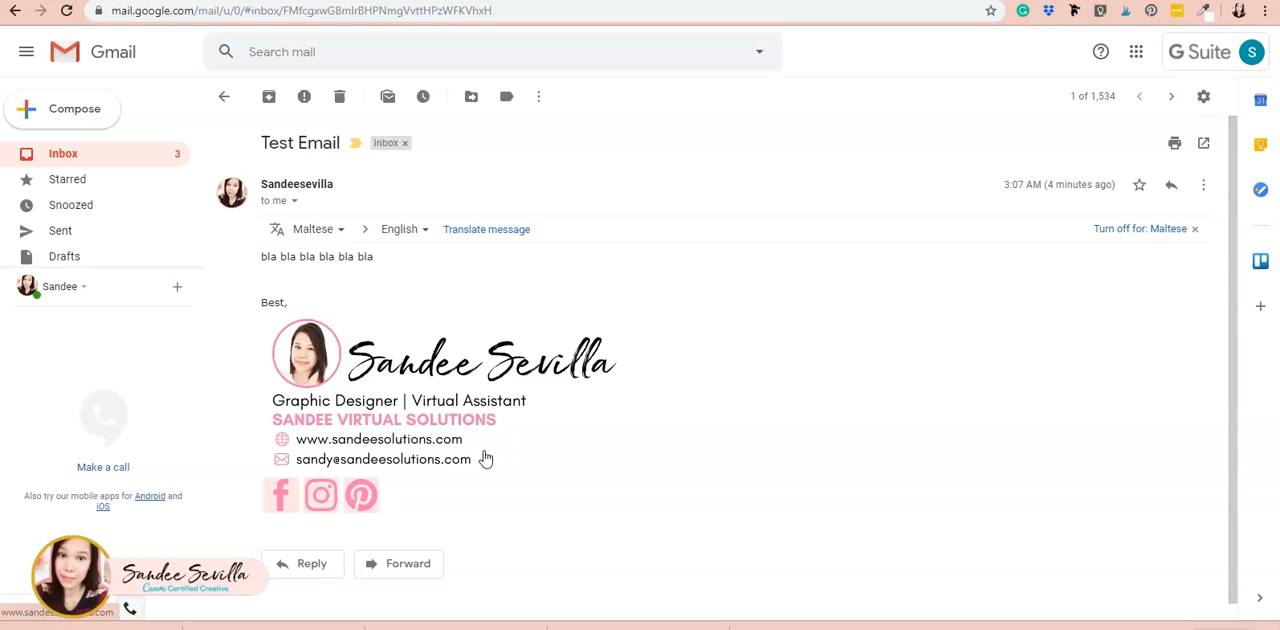 mail.google.com/mail/u/0/#inbox/FMfcgxwGBmlrBHPNmgVvttHPzWFKVhxH
Gmail
Search mail
G Suite
S
Compose
1 of 1,534
31
Test Email
Inbox ×
Inbox 3
Starred
Sandeesevilla
3:07 AM (4 minutes ago)
to me
Snoozed
Sent
Maltese > English Translate message
Turn off for: Maltese ×
Drafts
bla bla bla bla bla bla
Sandee
Best,
Sandee Sevilla
Graphic Designer | Virtual Assistant
SANDEE VIRTUAL SOLUTIONS
www.sandeesolutions.com
sandy@sandeesolutions.com
Make a call
Also try our mobile apps for Android and
iOS
Reply
Forward
Sandee Sevilla
Canva Certified Creative